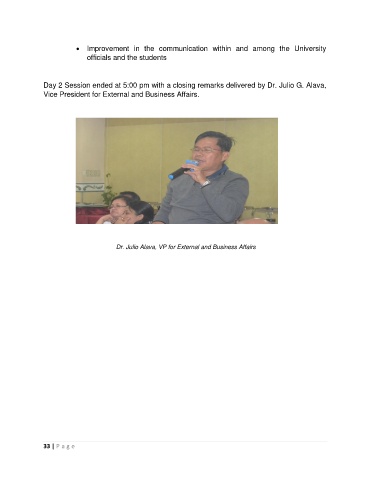 • Improvement in the communication within and among the University
officials and the students
Day 2 Session ended at 5:00 pm with a closing remarks delivered by Dr. Julio G. Alava,
Vice President for External and Business Affairs.
Dr. Julio Alava, VP for External and Business Affairs
33 | Page